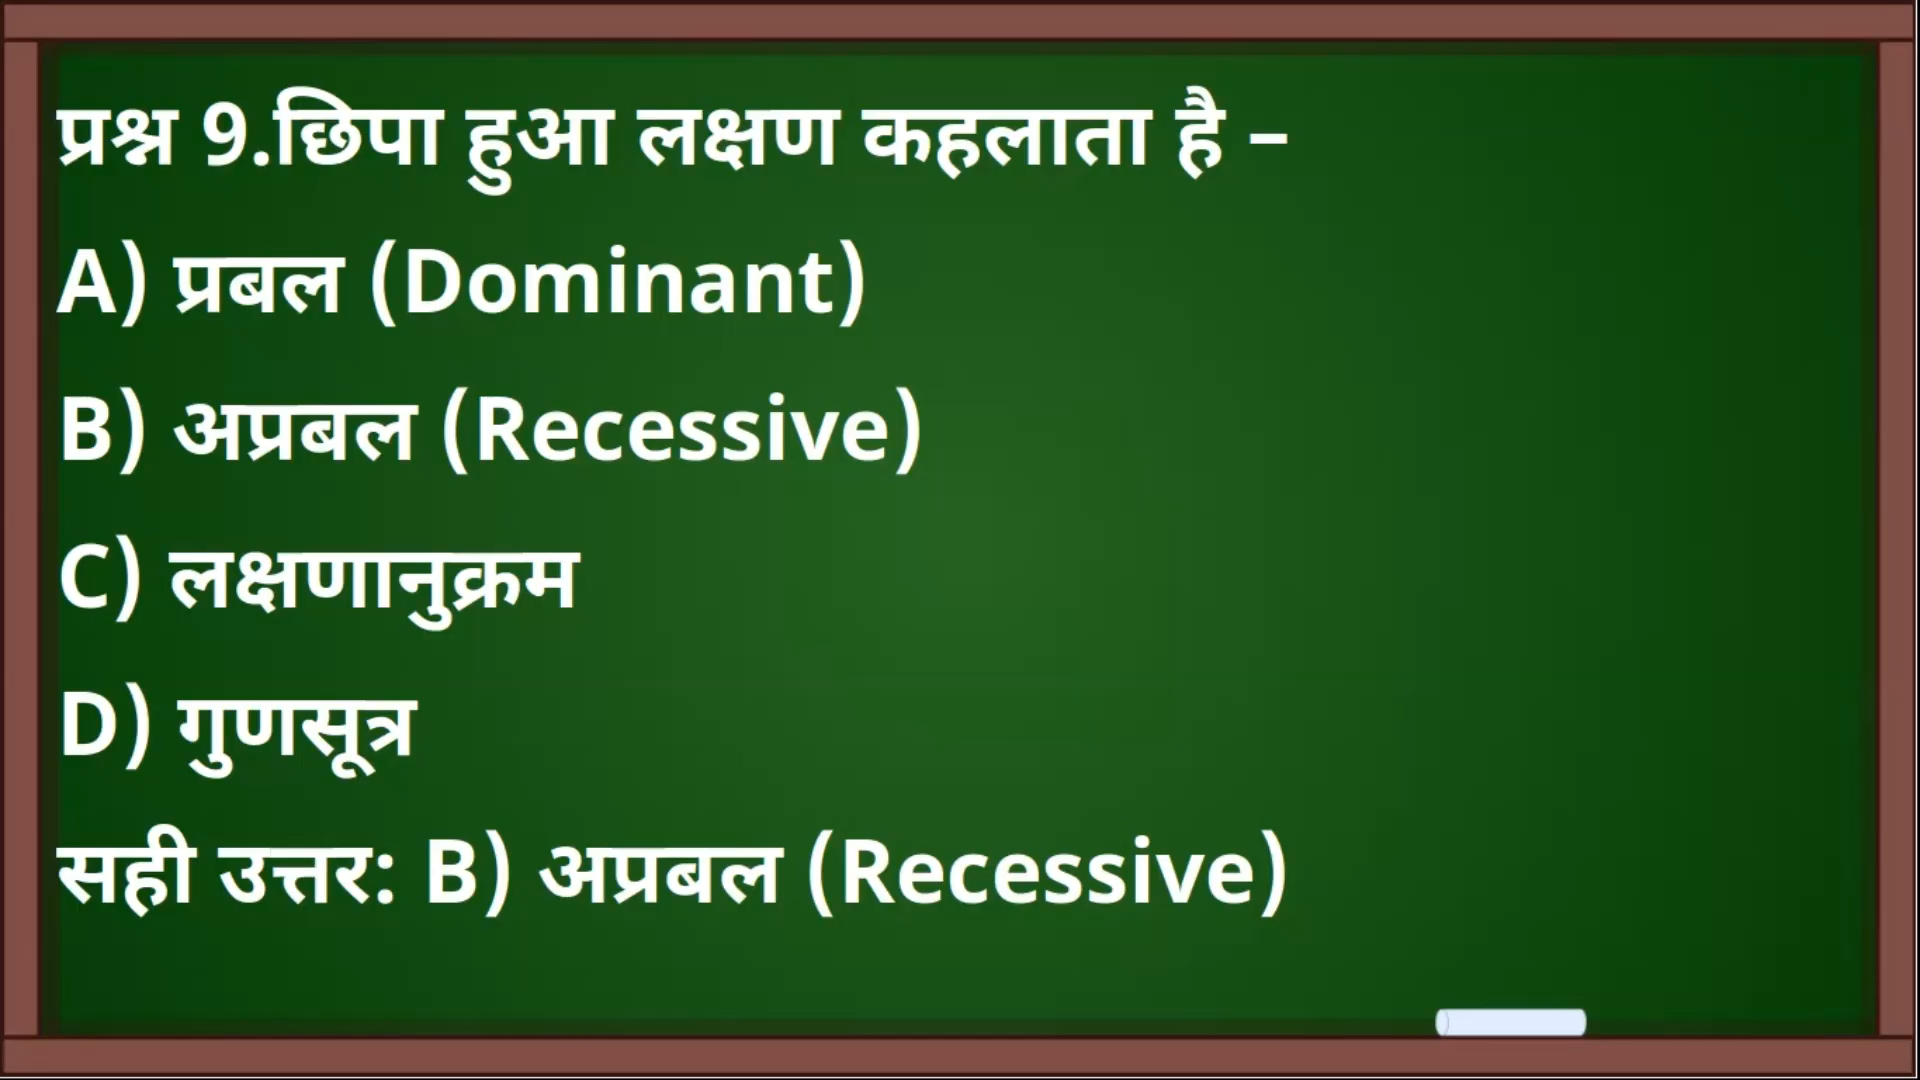 प्रश्न 9.छिपा हुआ लक्षण कहलाता है –
A) प्रबल (Dominant)
B) अप्रबल (Recessive)
C) लक्षणानुक्रम
D) गुणसूत्र
सही उत्तर: B) अप्रबल (Recessive)